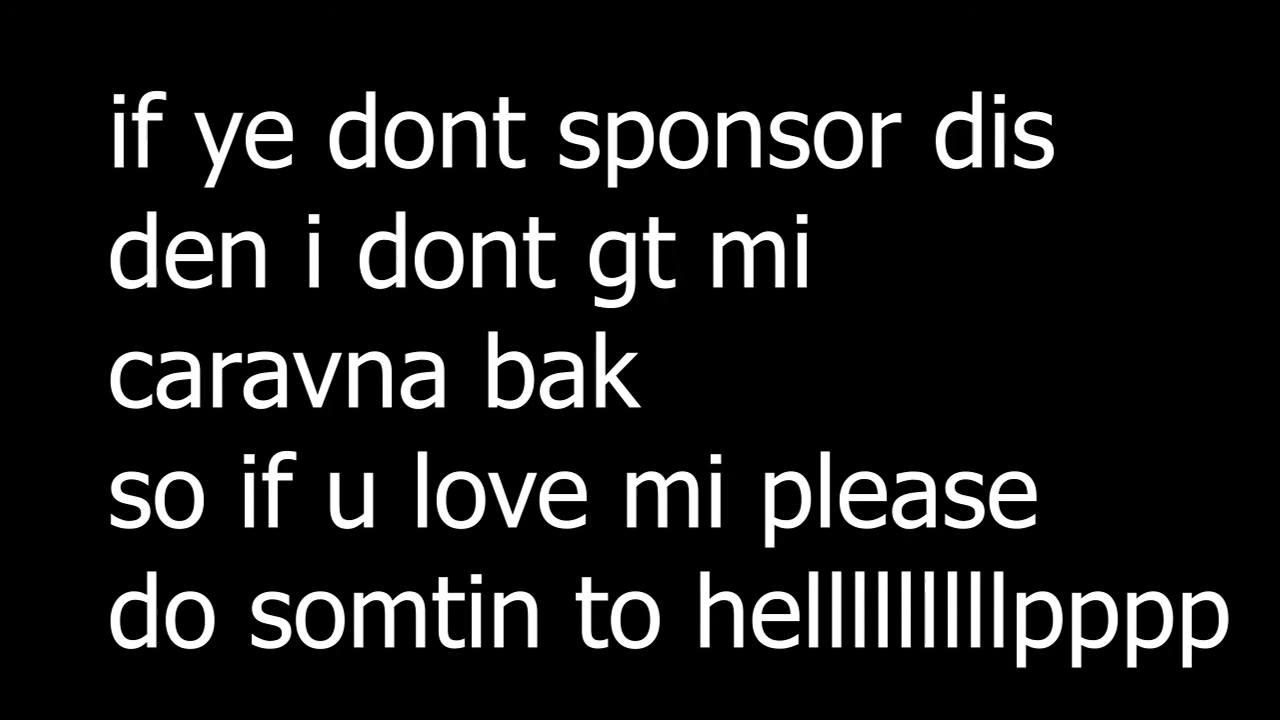 if ye dont sponsor dis
den i dont gt mi
caravna bak
so if u love mi please
do somtin to helllllllllpppp